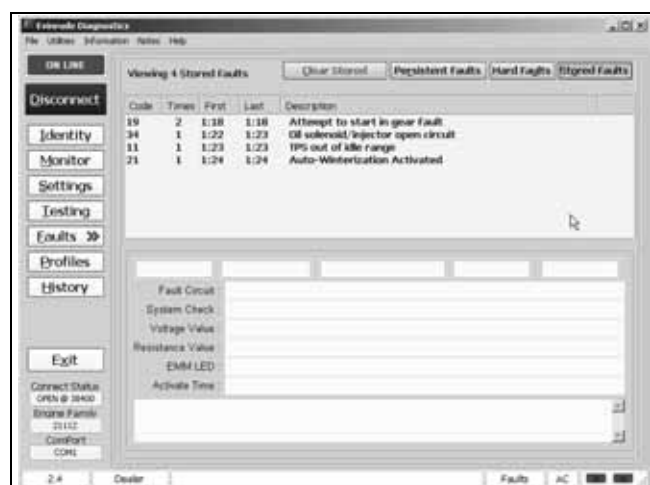 Evinrude Diagnostics
File Utilities Information Notes Help
ON LINE
Disconnect
Identity
Monitor
Settings
Testing
Faults »
Profiles
History
Exit
Connect Status
OPEN @ 38400
Engine Family
ComPort
COM1
Viewing 4 Stored Faults
Clear Stored Persistent Faults Hard Faults Stored Faults
Code Times First Last Description
19 2 1:18 1:18 Attempt to start in gear fault
34 1 1:22 1:23 Oil solenoid/injector open circuit
11 1 1:23 1:23 TPS out of idle range
21 1 1:24 1:24 Auto-Winterization Activated
Fault Circuit
System Check
Voltage Value
Resistance Value
EMM LED
Activate Time
2.4 Dealer Faults AC